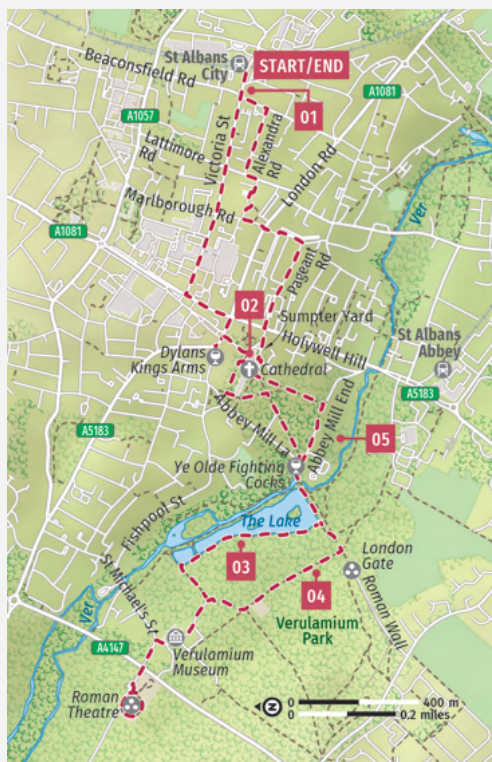 St Albans
City
START/END
Beaconsfield Rd
01
A1081
A1057
Victoria St
Alexandra
Rd
Lattimore
Rd
London Rd
Marlborough Rd
Ver
A1081
Pageant
Rd
02
Sumpter Yard
Dylans
Kings Arms
Cathedral
Holywell Hill
St Albans
Abbey
A5183
A5183
Abbey Mill La
Abbey Mill End
05
Ye Olde Fighting
Cocks
Fishpool St
The Lake
03
London
Gate
04
Roman Wall
Verulamium
Park
St Michael's St
Ver
A4147
Verulamium
Museum
Roman
Theatre
N
0
400 m
0
0.2 miles